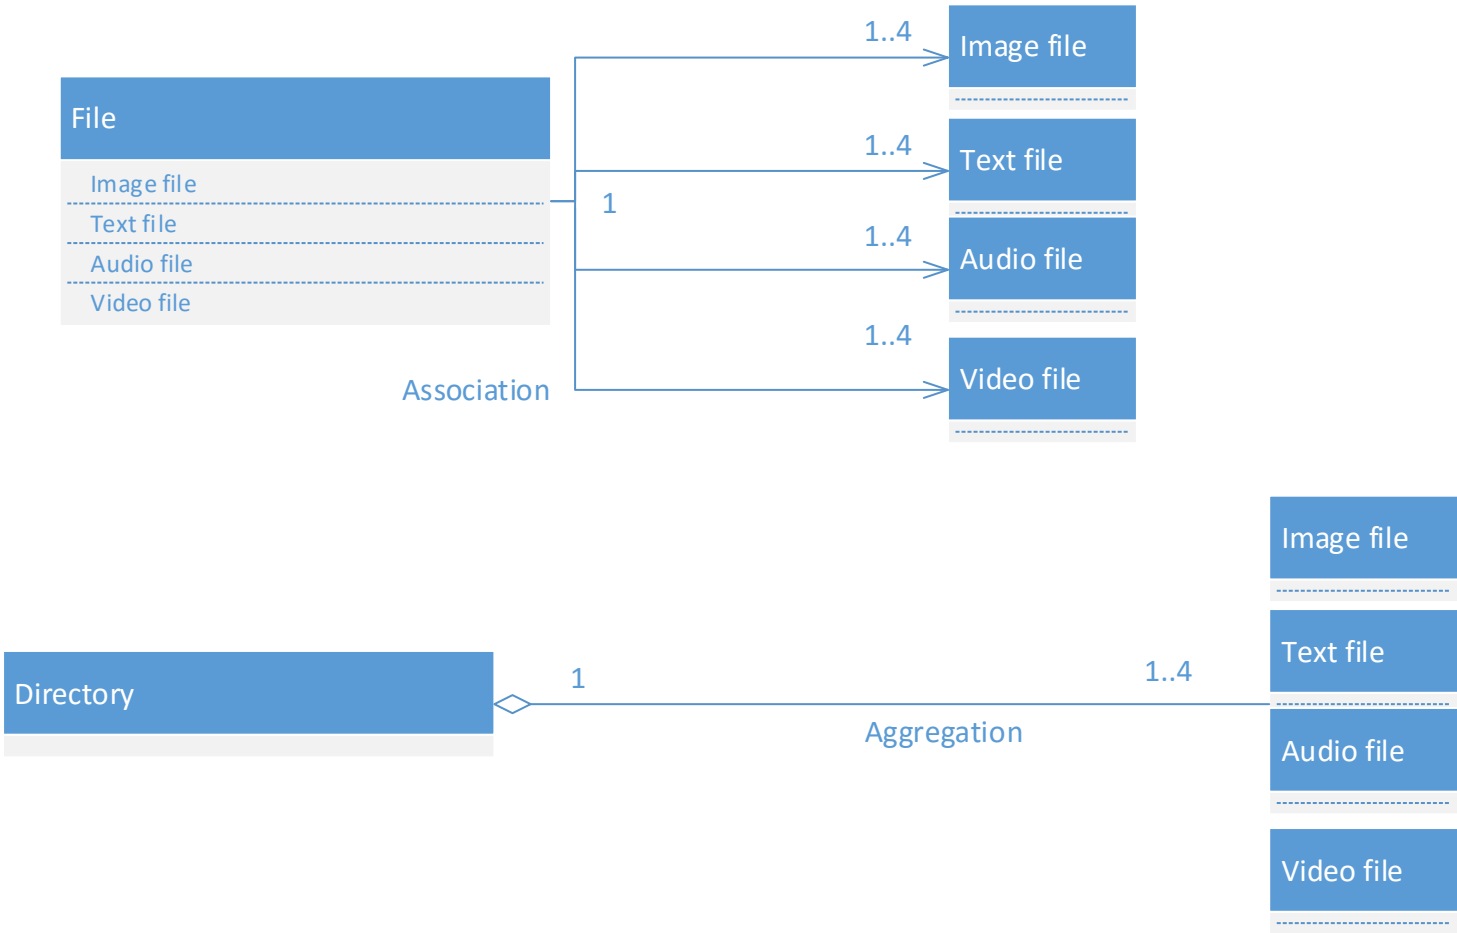 File
Image file
Text file
Audio file
Video file
1
Association
1..4
Image file
1..4
Text file
1..4
Audio file
1..4
Video file
Directory
1
Aggregation
1..4
Image file
Text file
Audio file
Video file